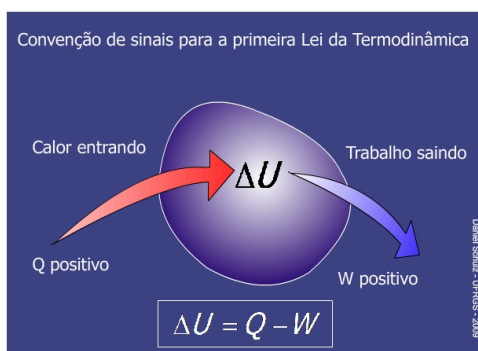 Convenção de sinais para a primeira Lei da Termodinâmica
Calor entrando
Trabalho saindo
ΔU
Q positivo
W positivo
ΔU = Q – W
Daniel Schulz - UFRGS - 2009